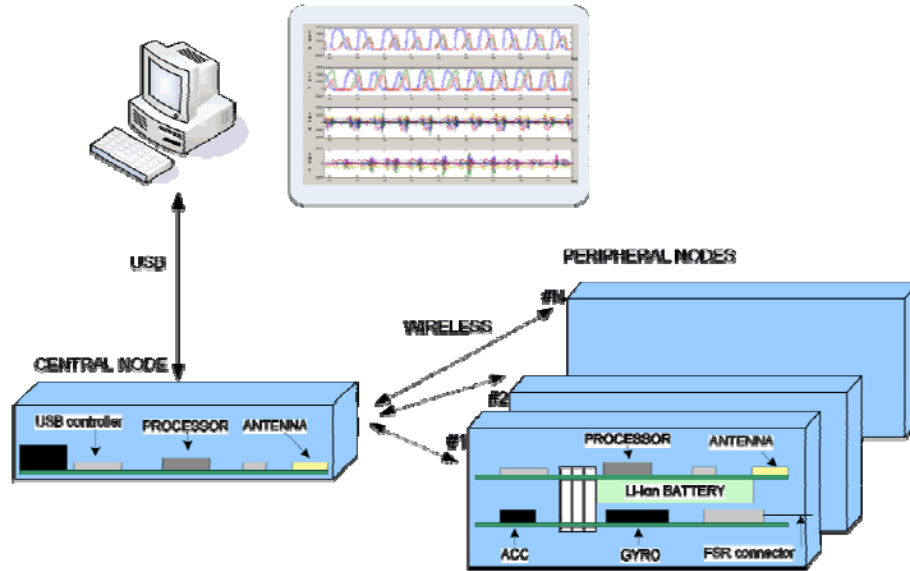 USB
PERIPHERAL NODES
#N
WIRELESS
CENTRAL NODE
#2
USB controller
PROCESSOR
ANTENNA
#1
PROCESSOR
ANTENNA
Li-Ion BATTERY
ACC
GYRO
FSR connector